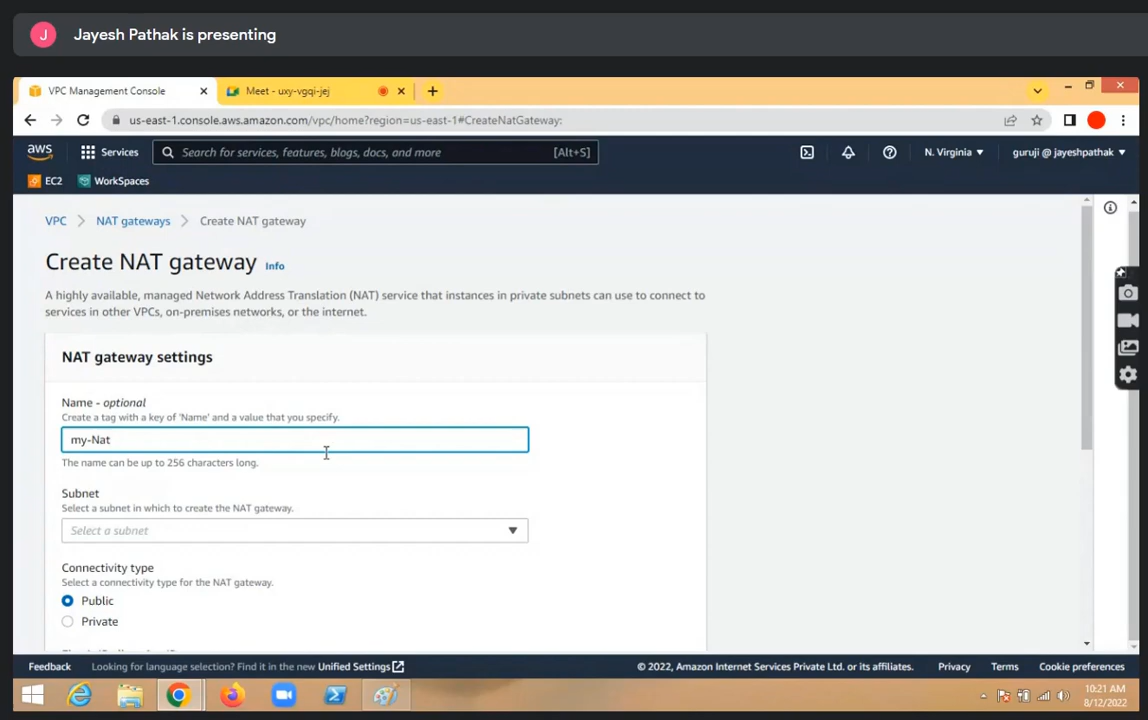 J Jayesh Pathak is presenting
VPC Management Console
Meet - uxy-vgqi-jej
us-east-1.console.aws.amazon.com/vpc/home?region=us-east-1#CreateNatGateway:
aws Services Search for services, features, blogs, docs, and more [Alt+S] N. Virginia guruji @ jayeshpathak
EC2 WorkSpaces
VPC NAT gateways Create NAT gateway
Create NAT gateway Info
A highly available, managed Network Address Translation (NAT) service that instances in private subnets can use to connect to
services in other VPCs, on-premises networks, or the internet.
NAT gateway settings
Name - optional
Create a tag with a key of 'Name' and a value that you specify.
my-Nat
The name can be up to 256 characters long.
Subnet
Select a subnet in which to create the NAT gateway.
Select a subnet
Connectivity type
Select a connectivity type for the NAT gateway.
Public
Private
Feedback Looking for language selection? Find it in the new Unified Settings © 2022, Amazon Internet Services Private Ltd. or its affiliates. Privacy Terms Cookie preferences
10:21 AM
8/12/2022